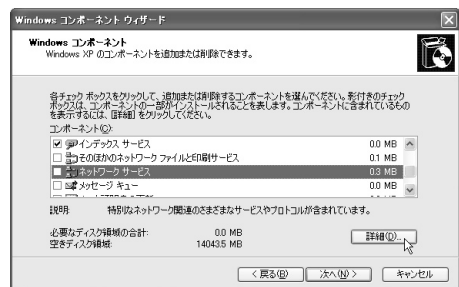 Windows コンポーネント ウィザード
Windows コンポーネント
Windows XP のコンポーネントを追加または削除できます。
各チェック ボックスをクリックして、追加または削除するコンポーネントを選んでください。影付きのチェック
ボックスは、コンポーネントの一部がインストールされることを表します。コンポーネントに含まれているもの
を表示するには、[詳細] をクリックしてください。
コンポーネント(C):
インデックス サービス 0.0 MB
そのほかのネットワーク ファイルと印刷サービス 0.1 MB
ネットワーク サービス 0.3 MB
メッセージ キュー 0.0 MB
説明: 特別なネットワーク関連のさまざまなサービスやプロトコルが含まれています。
必要なディスク領域の合計: 0.0 MB
空きディスク領域: 14043.5 MB
詳細(D)...
< 戻る(B)
次へ(N) >
キャンセル